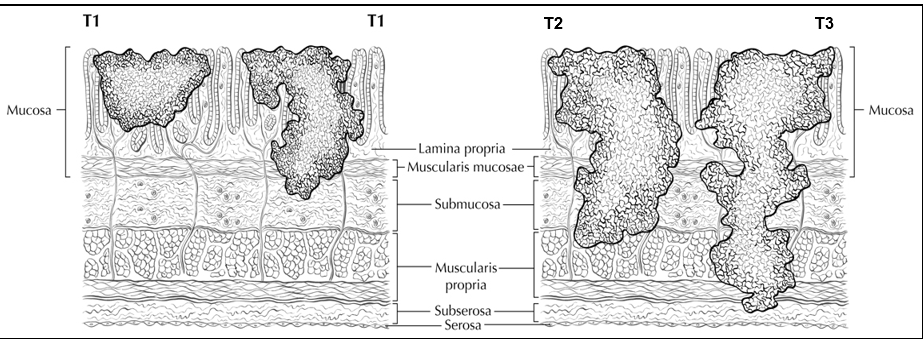 T1
T1
T2
T3
Mucosa
Mucosa
Lamina propria
Muscularis mucosae
Submucosa
Muscularis
propria
Subserosa
Serosa